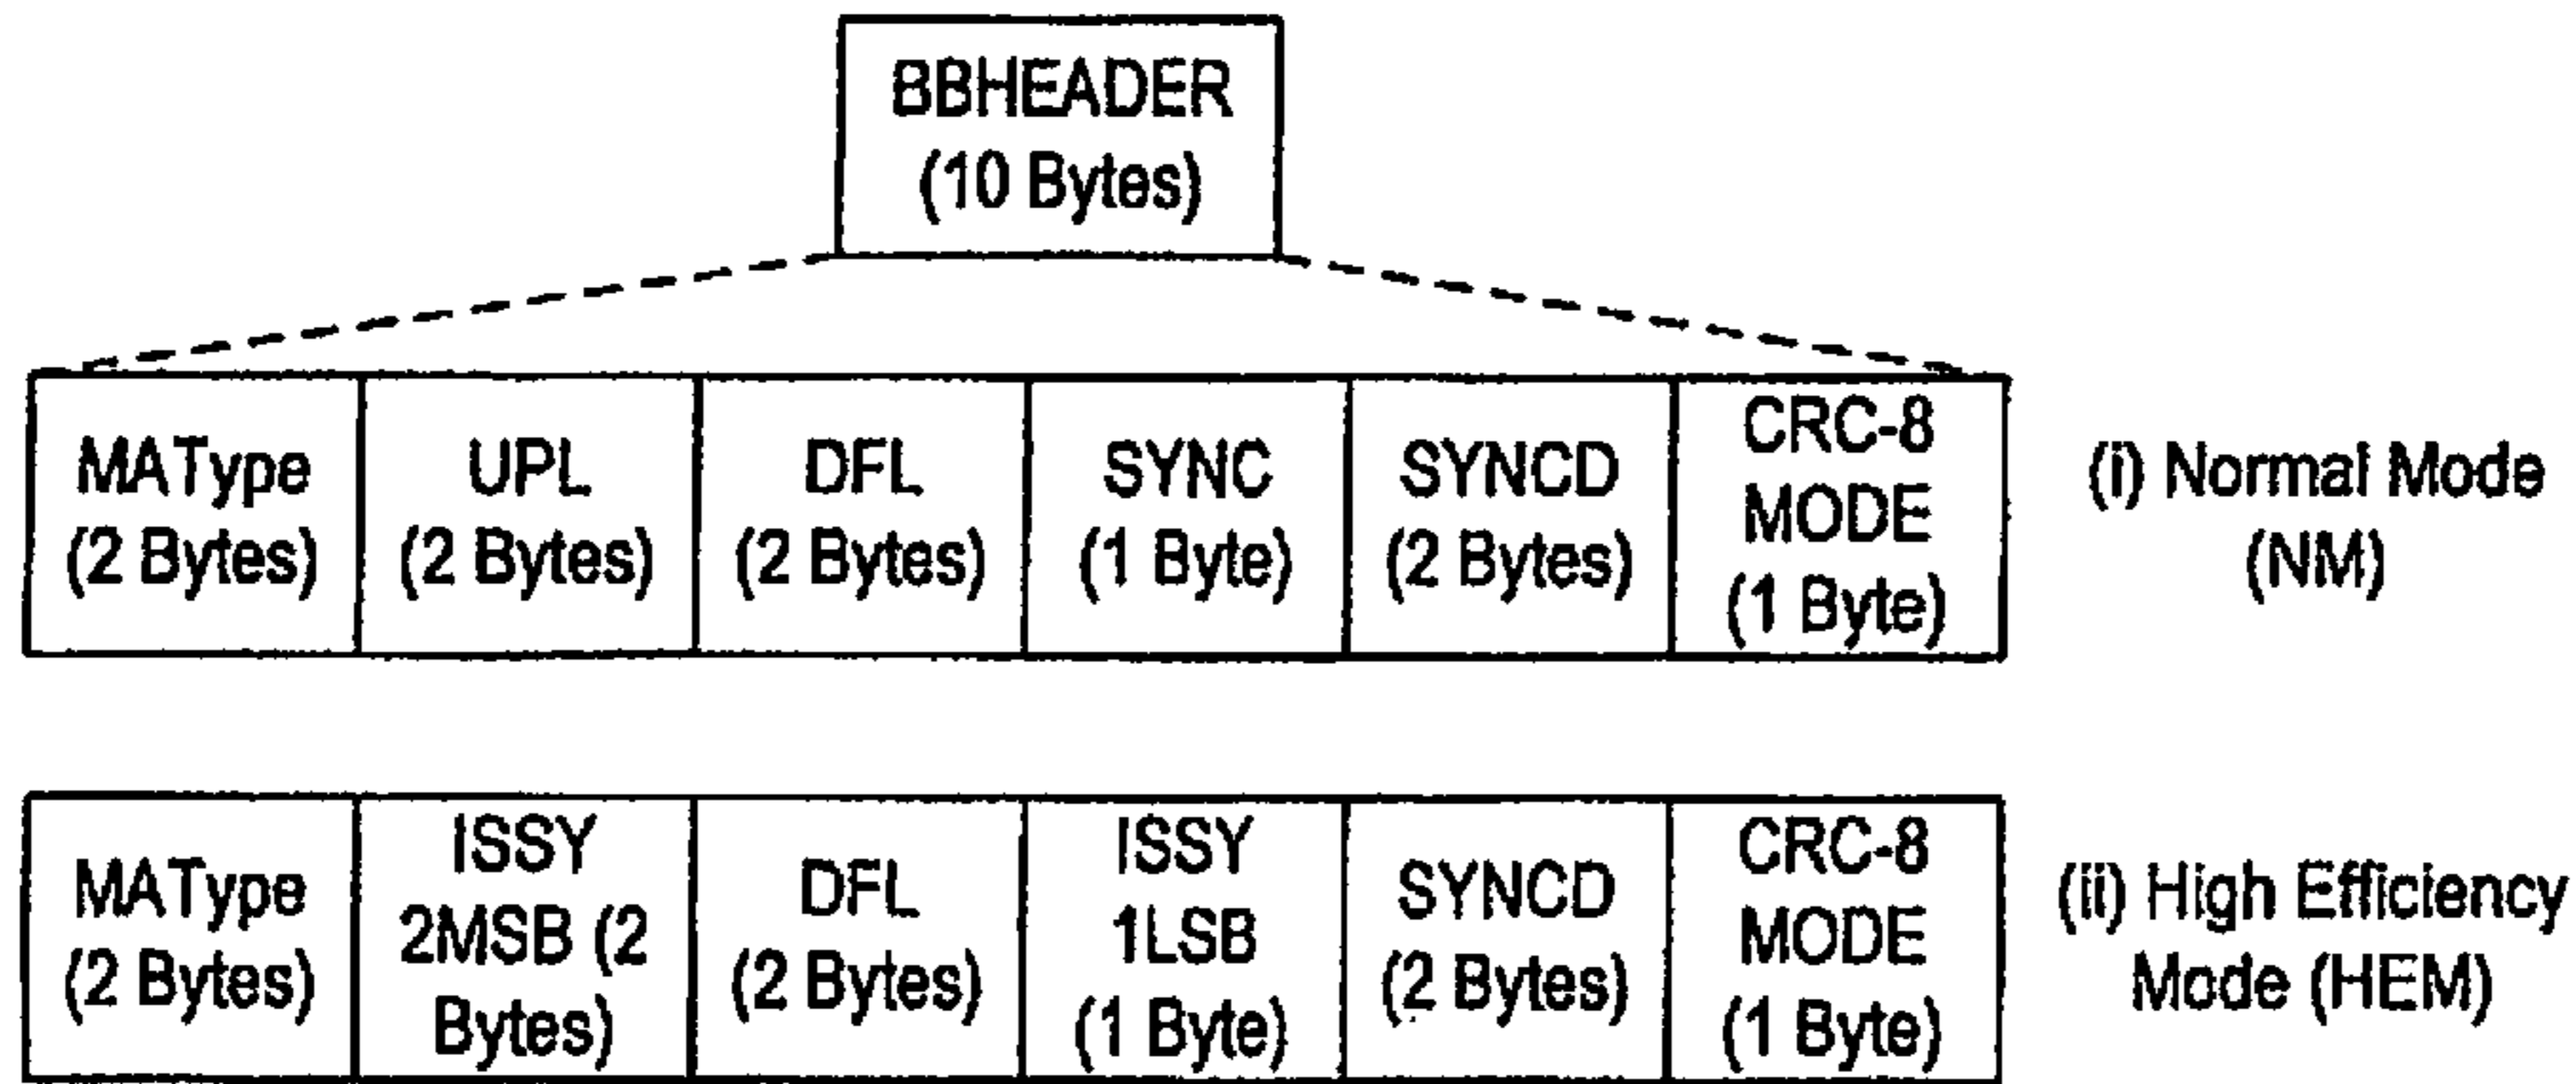 BBHEADER
(10 Bytes)
MAType
(2 Bytes)
UPL
(2 Bytes)
DFL
(2 Bytes)
SYNC
(1 Byte)
SYNCD
(2 Bytes)
CRC-8
MODE
(1 Byte)
(i) Normal Mode
(NM)
MAType
(2 Bytes)
ISSY
2MSB (2
Bytes)
DFL
(2 Bytes)
ISSY
1LSB
(1 Byte)
SYNCD
(2 Bytes)
CRC-8
MODE
(1 Byte)
(ii) High Efficiency
Mode (HEM)